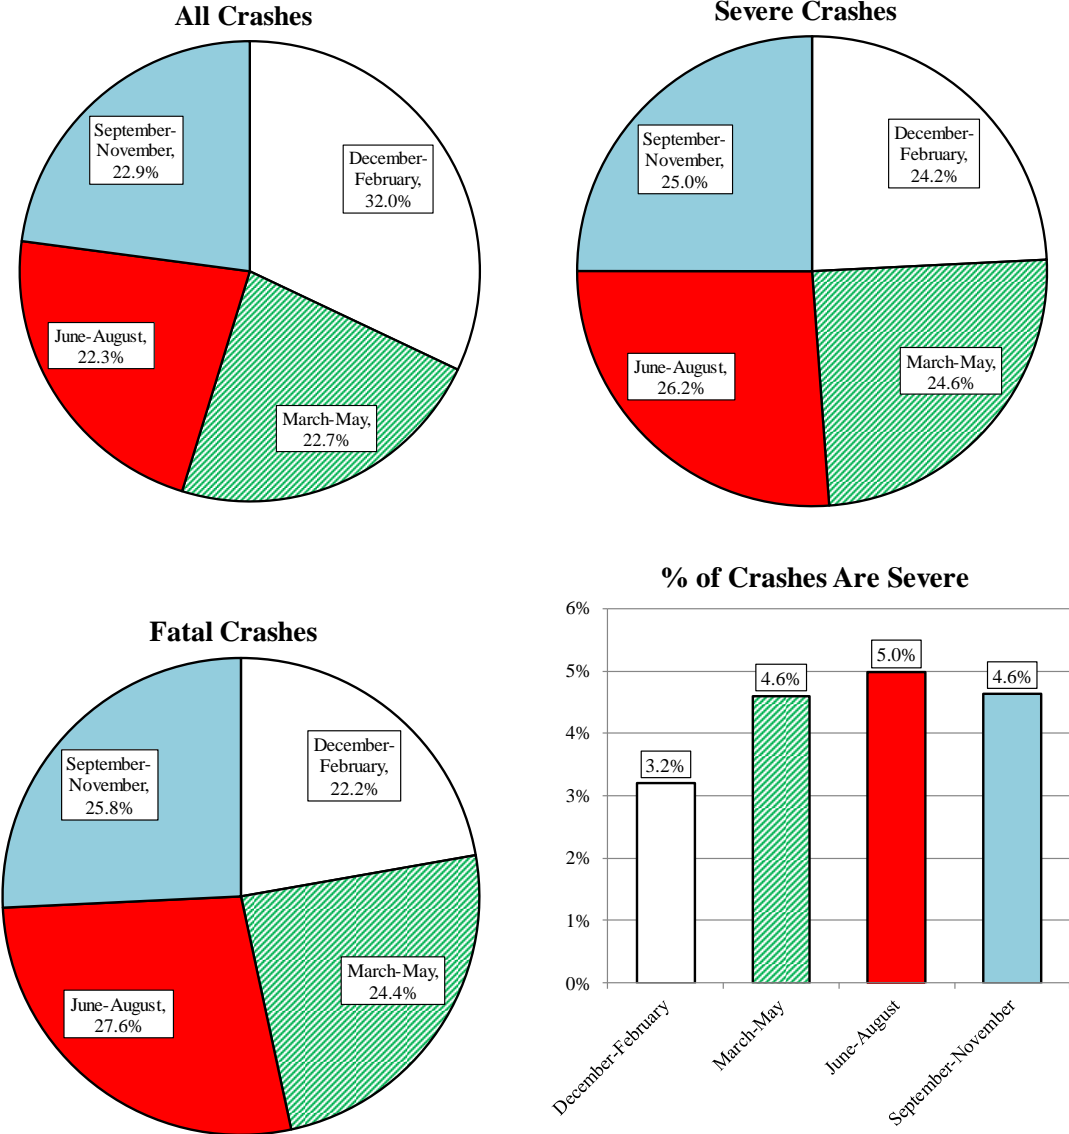 All Crashes
September-
November,
22.9%
December-
February,
32.0%
June-August,
22.3%
March-May,
22.7%
Severe Crashes
September-
November,
25.0%
December-
February,
24.2%
June-August,
26.2%
March-May,
24.6%
Fatal Crashes
September-
November,
25.8%
December-
February,
22.2%
June-August,
27.6%
March-May,
24.4%
% of Crashes Are Severe
6%
5%
4%
3%
2%
1%
0%
3.2%
4.6%
5.0%
4.6%
December-February
March-May
June-August
September-November